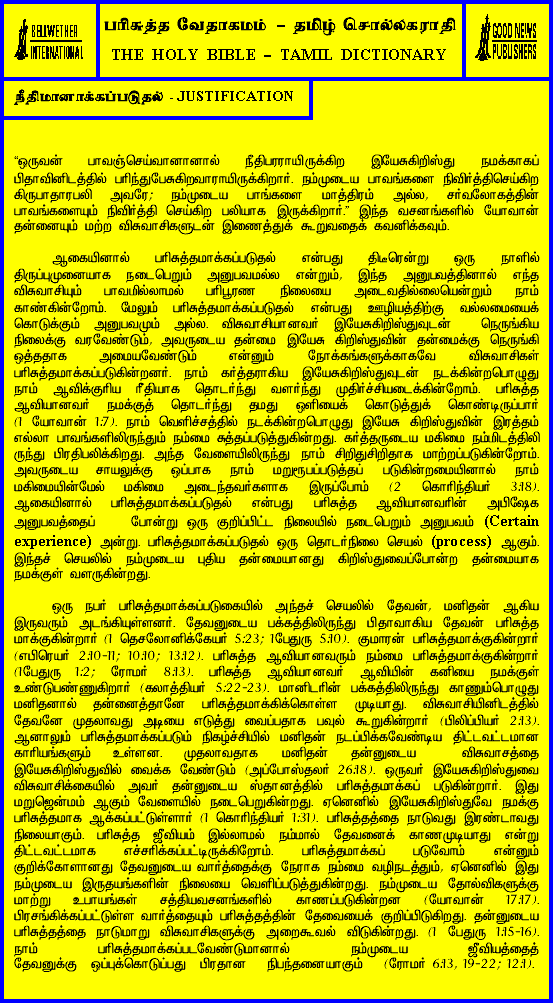 BELLWETHER
INTERNATIONAL
பரிசுத்த வேதாகமம் – தமிழ் சொல்லகராதி
THE HOLY BIBLE – TAMIL DICTIONARY
GOOD NEWS
PUBLISHERS
நீதிமானாக்கப்படுதல் - JUSTIFICATION
“ஒருவன் பாவஞ்செய்வானானால் நீதிபரராயிருக்கிற இயேசுகிறிஸ்து நமக்காகப்
பிதாவினிடத்தில் பரிந்துபேசுகிறவாராயிருக்கிறார். நம்முடைய பாவங்களை நிவிர்த்திசெய்கிற
கிருபாதாரபலி அவரே; நம்முடைய பாங்களை மாத்திரம் அல்ல, சர்வலோகத்தின்
பாவங்களையும் நிவிர்த்தி செய்கிற பலியாக இருக்கிறார்.” இந்த வசனங்களில் யோவான்
தன்னையும் மற்ற விசுவாசிகளுடன் இணைத்துக் கூறுவதைக் கவனிக்கவும்.
ஆகையினால் பரிசுத்தமாக்கப்படுதல் என்பது திடீரென்று ஒரு நாளில்
திருப்புமுனையாக நடைபெறும் அனுபவமல்ல என்றும், இந்த அனுபவத்தினால் எந்த
விசுவாசியும் பாவமில்லாமல் பரிபூரண நிலையை அடைவதில்லையென்றும் நாம்
காண்கின்றோம். மேலும் பரிசுத்தமாக்கப்படுதல் என்பது ஊழியத்திற்கு வல்லமையைக்
கொடுக்கும் அனுபவமும் அல்ல. விசுவாசியானவர் இயேசுகிறிஸ்துவுடன் நெருங்கிய
நிலைக்கு வரவேண்டும், அவருடைய தன்மை இயேசு கிறிஸ்துவின் தன்மைக்கு நெருங்கி
ஒத்ததாக அமையவேண்டும் என்னும் நோக்கங்களுக்காகவே விசுவாசிகள்
பரிசுத்தமாக்கப்படுகின்றனர். நாம் கர்த்தராகிய இயேசுகிறிஸ்துவுடன் நடக்கின்றபொழுது
நாம் ஆவிக்குரிய ரீதியாக தொடர்ந்து வளர்ந்து முதிர்ச்சியடைக்கின்றோம். பரிசுத்த
ஆவியானவர் நமக்குத் தொடர்ந்து தமது ஒளியைக் கொடுத்துக் கொண்டிருப்பார்
(1 யோவான் 1:7). நாம் வெளிச்சத்தில் நடக்கின்றபொழுது இயேசு கிறிஸ்துவின் இரத்தம்
எல்லா பாவங்களிலிருந்தும் நம்மை சுத்தப்படுத்துகின்றது. கர்த்தருடைய மகிமை நம்மிடத்திலி
ருந்து பிரதிபலிக்கிறது. அந்த வேளையிலிருந்து நாம் சிறிதுசிறிதாக மாற்றப்படுகின்றோம்.
அவருடைய சாயலுக்கு ஒப்பாக நாம் மறுரூபப்படுத்தப் படுகின்றமையினால் நாம்
மகிமையின்மேல் மகிமை அடைந்தவர்களாக இருப்போம் (2 கொரிந்தியர் 3:18).
ஆகையினால் பரிசுத்தமாக்கப்படுதல் என்பது பரிசுத்த ஆவியானவரின் அபிஷேக
அனுபவத்தைப் போன்று ஒரு குறிப்பிட்ட நிலையில் நடைபெறும் அனுபவம் (Certain
experience) அன்று. பரிசுத்தமாக்கப்படுதல் ஒரு தொடர்நிலை செயல் (process) ஆகும்.
இந்தச் செயலில் நம்முடைய புதிய தன்மையானது கிறிஸ்துவைப்போன்ற தன்மையாக
நமக்குள் வளருகின்றது.
ஒரு நபர் பரிசுத்தமாக்கப்படுகையில் அந்தச் செயலில் தேவன், மனிதன் ஆகிய
இருவரும் அடங்கியுள்ளனர். தேவனுடைய பக்கத்திலிருந்து பிதாவாகிய தேவன் பரிசுத்த
மாக்குகின்றார் (1 தெசலோனிக்கேயர் 5:23; 1பேதுரு 5:10). குமாரன் பரிசுத்தமாக்குகின்றார்
(எபிரெயர் 2:10-11; 10:10; 13:12). பரிசுத்த ஆவியானவரும் நம்மை பரிசுத்தமாக்குகின்றார்
(1பேதுரு 1:2; ரோமர் 8:13). பரிசுத்த ஆவியானவர் ஆவியின் கனியை நமக்குள்
உண்டுபண்ணுகிறார் (கலாத்தியர் 5:22-23). மானிடரின் பக்கத்திலிருந்து காணும்பொழுது
மனிதனால் தன்னைத்தானே பரிசுத்தமாக்கிக்கொள்ள முடியாது. விசுவாசியினிடத்தில்
தேவனே முதலாவது அடியை எடுத்து வைப்பதாக பவுல் கூறுகின்றார் (பிலிப்பியர் 2:13).
ஆனாலும் பரிசுத்தமாக்கப்படும் நிகழ்ச்சியில் மனிதன் நடப்பிக்கவேண்டிய திட்டவட்டமான
காரியங்களும் உள்ளன. முதலாவதாக மனிதன் தன்னுடைய விசுவாசத்தை
இயேசுகிறிஸ்துவில் வைக்க வேண்டும் (அப்போஸ்தலர் 26:18). ஒருவர் இயேசுகிறிஸ்துவை
விசுவாசிக்கையில் அவர் தன்னுடைய ஸ்தானத்தில் பரிசுத்தமாக்கப் படுகின்றார். இது
மறுஜென்மம் ஆகும் வேளையில் நடைபெறுகின்றது. ஏனெனில் இயேசுகிறிஸ்துவே நமக்கு
பரிசுத்தமாக ஆக்கப்பட்டுள்ளார் (1 கொரிந்தியர் 1:31). பரிசுத்தத்தை நாடுவது இரண்டாவது
நிலையாகும். பரிசுத்த ஜீவியம் இல்லாமல் நம்மால் தேவனைக் காணமுடியாது என்று
திட்டவட்டமாக எச்சரிக்கப்பட்டிருக்கிறோம். பரிசுத்தமாக்கப் படுவோம் என்னும்
குறிக்கோளானது தேவனுடைய வார்த்தைக்கு நேராக நம்மை வழிநடத்தும், ஏனெனில் இது
நம்முடைய இருதயங்களின் நிலையை வெளிப்படுத்துகின்றது. நம்முடைய தோல்விகளுக்கு
மாற்று உபாயங்கள் சத்தியவசனங்களில் காணப்படுகின்றன (யோவான் 17:17).
பிரசங்கிக்கப்பட்டுள்ள வார்த்தையும் பரிசுத்தத்தின் தேவையைக் குறிப்பிடுகிறது. தன்னுடைய
பரிசுத்தத்தை நாடுமாறு விசுவாசிகளுக்கு அறைகூவல் விடுகின்றது. (1 பேதுரு 1:15-16).
நாம் பரிசுத்தமாக்கப்படவேண்டுமானால் நம்முடைய ஜீவியத்தைத்
தேவனுக்கு ஒப்புக்கொடுப்பது பிரதான நிபந்தனையாகும் (ரோமர் 6:13, 19-22; 12:1).